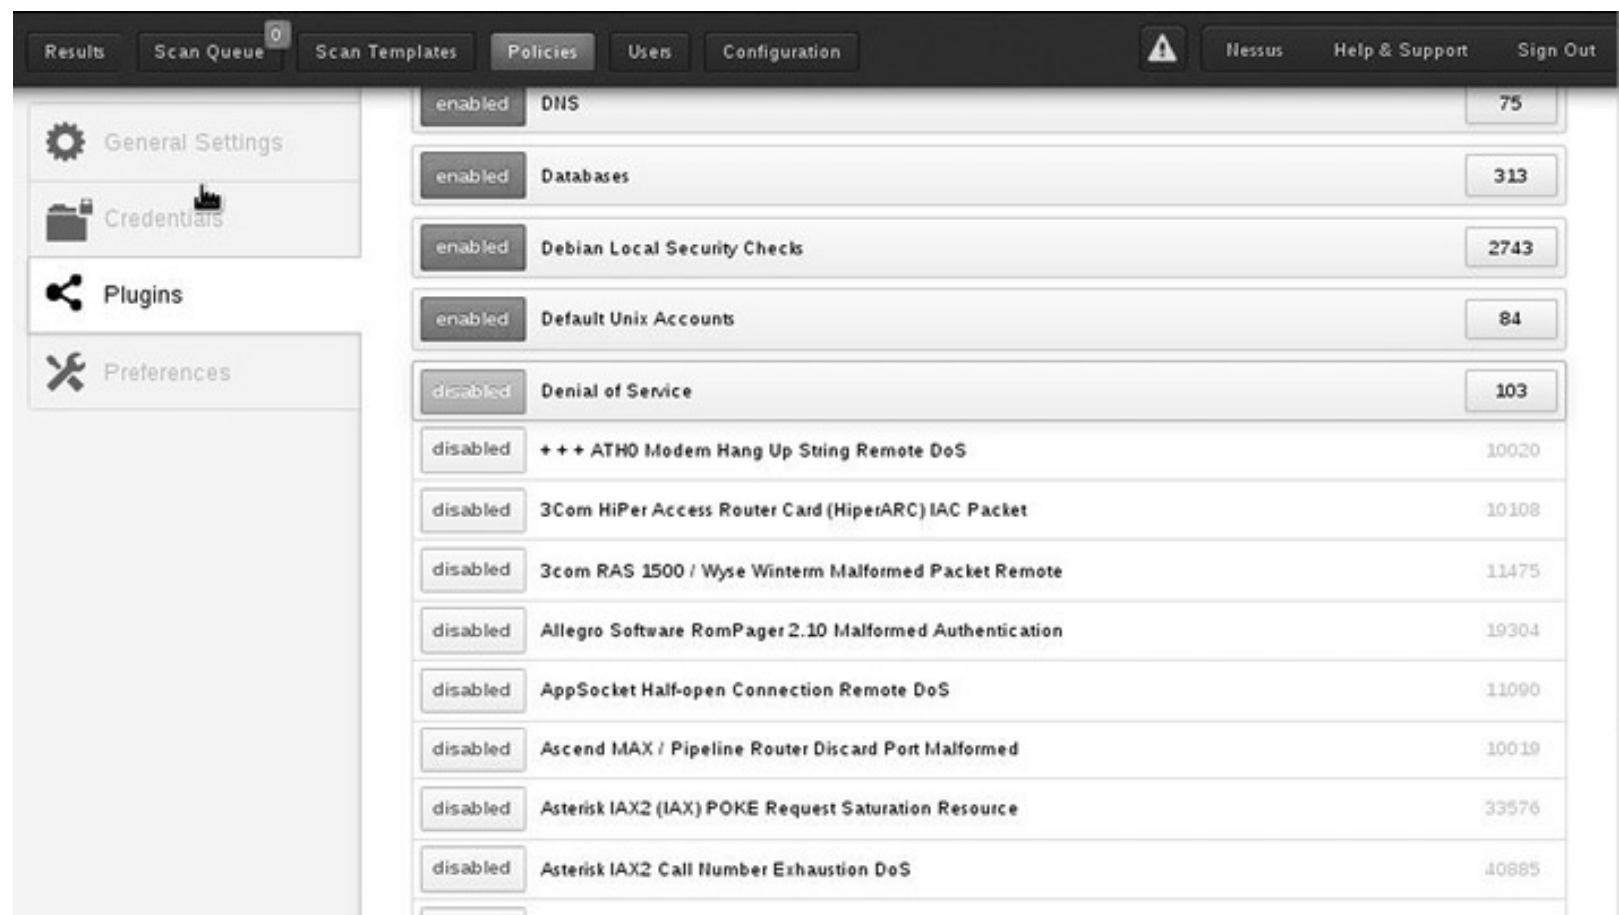 Results Scan Queue 0 Scan Templates Policies Users Configuration Nessus Help & Support Sign Out
General Settings
Credentials
Plugins
Preferences
enabled DNS 75
enabled Databases 313
enabled Debian Local Security Checks 2743
enabled Default Unix Accounts 84
disabled Denial of Service 103
disabled + + + ATH0 Modem Hang Up String Remote DoS 10020
disabled 3Com HiPer Access Router Card (HiperARC) IAC Packet 10108
disabled 3com RAS 1500 / Wyse Winterm Malformed Packet Remote 11475
disabled Allegro Software RomPager 2.10 Malformed Authentication 19304
disabled AppSocket Half-open Connection Remote DoS 11090
disabled Ascend MAX / Pipeline Router Discard Port Malformed 10019
disabled Asterisk IAX2 (IAX) POKE Request Saturation Resource 33576
disabled Asterisk IAX2 Call Number Exhaustion DoS 40885